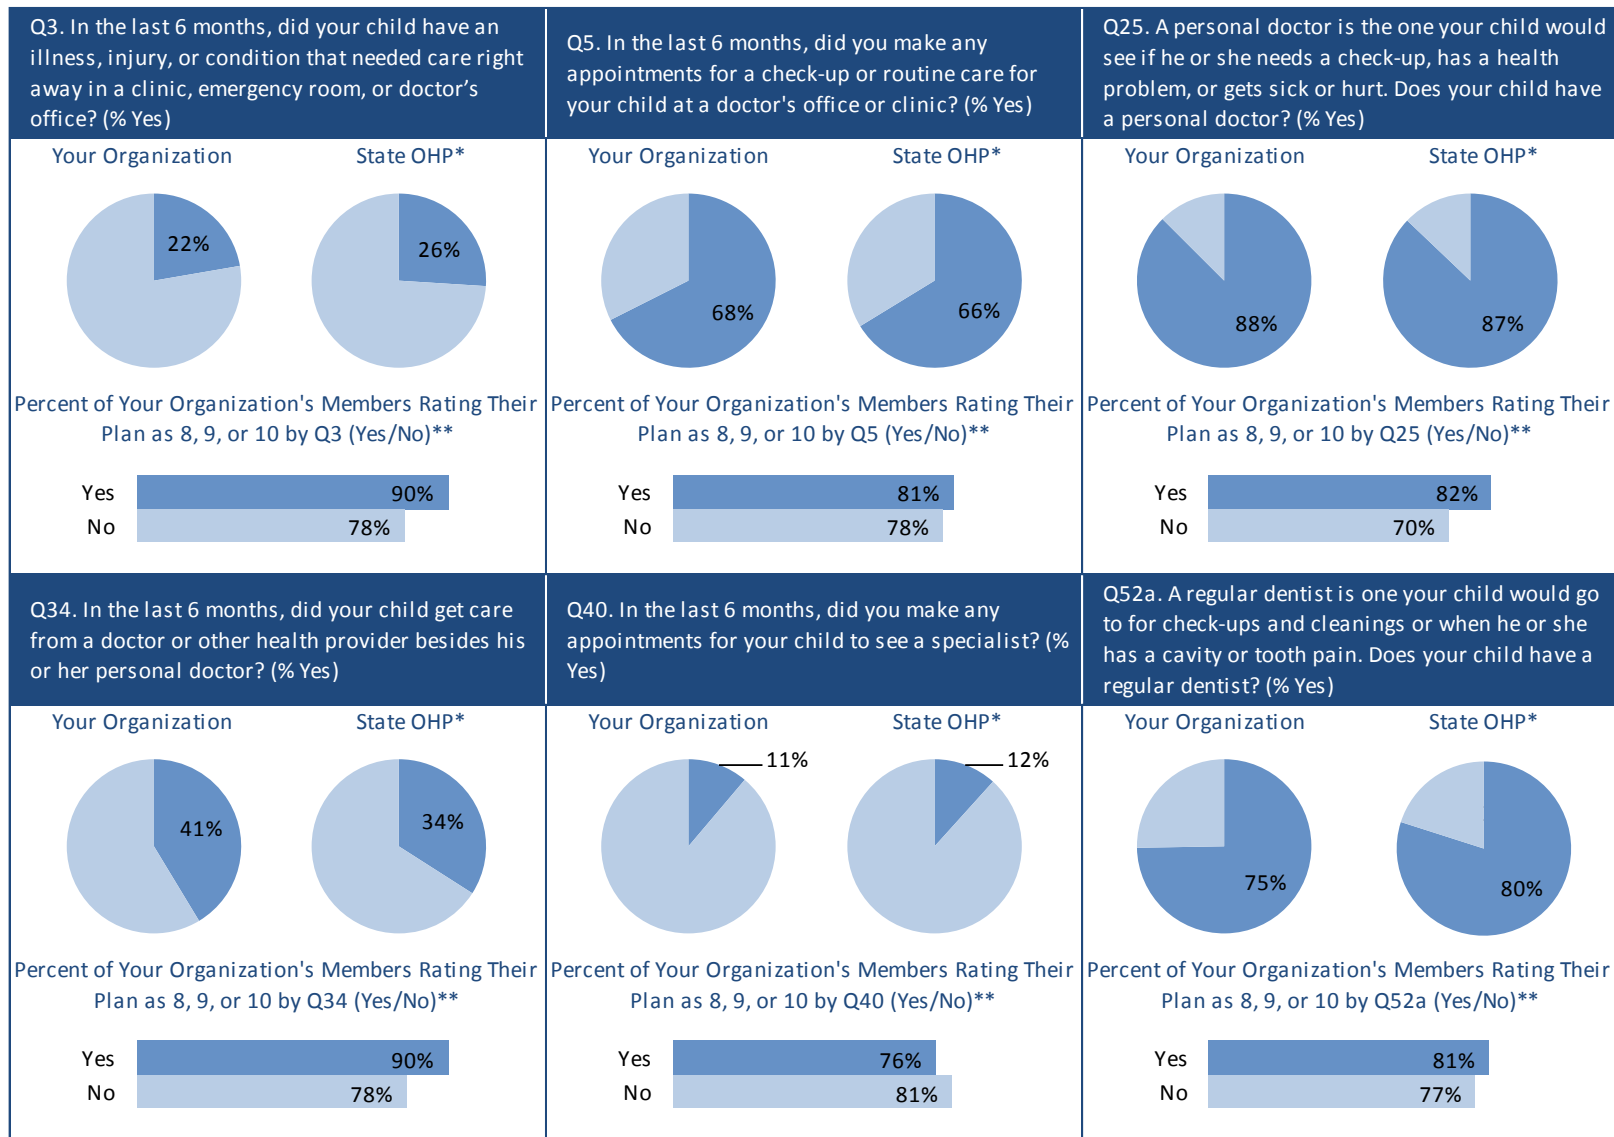 Q3. In the last 6 months, did your child have an
illness, injury, or condition that needed care right
away in a clinic, emergency room, or doctor’s
office? (% Yes)
Q5. In the last 6 months, did you make any
appointments for a check-up or routine care for
your child at a doctor's office or clinic? (% Yes)
Q25. A personal doctor is the one your child would
see if he or she needs a check-up, has a health
problem, or gets sick or hurt. Does your child have
a personal doctor? (% Yes)
Your Organization
State OHP*
22%
26%
Percent of Your Organization's Members Rating Their
Plan as 8, 9, or 10 by Q3 (Yes/No)**
Yes
90%
No
78%
Your Organization
State OHP*
68%
66%
Percent of Your Organization's Members Rating Their
Plan as 8, 9, or 10 by Q5 (Yes/No)**
Yes
81%
No
78%
Your Organization
State OHP*
88%
87%
Percent of Your Organization's Members Rating Their
Plan as 8, 9, or 10 by Q25 (Yes/No)**
Yes
82%
No
70%
Q34. In the last 6 months, did your child get care
from a doctor or other health provider besides his
or her personal doctor? (% Yes)
Q40. In the last 6 months, did you make any
appointments for your child to see a specialist? (%
Yes)
Q52a. A regular dentist is one your child would go
to for check-ups and cleanings or when he or she
has a cavity or tooth pain. Does your child have a
regular dentist? (% Yes)
Your Organization
State OHP*
41%
34%
Percent of Your Organization's Members Rating Their
Plan as 8, 9, or 10 by Q34 (Yes/No)**
Yes
90%
No
78%
Your Organization
State OHP*
11%
12%
Percent of Your Organization's Members Rating Their
Plan as 8, 9, or 10 by Q40 (Yes/No)**
Yes
76%
No
81%
Your Organization
State OHP*
75%
80%
Percent of Your Organization's Members Rating Their
Plan as 8, 9, or 10 by Q52a (Yes/No)**
Yes
81%
No
77%